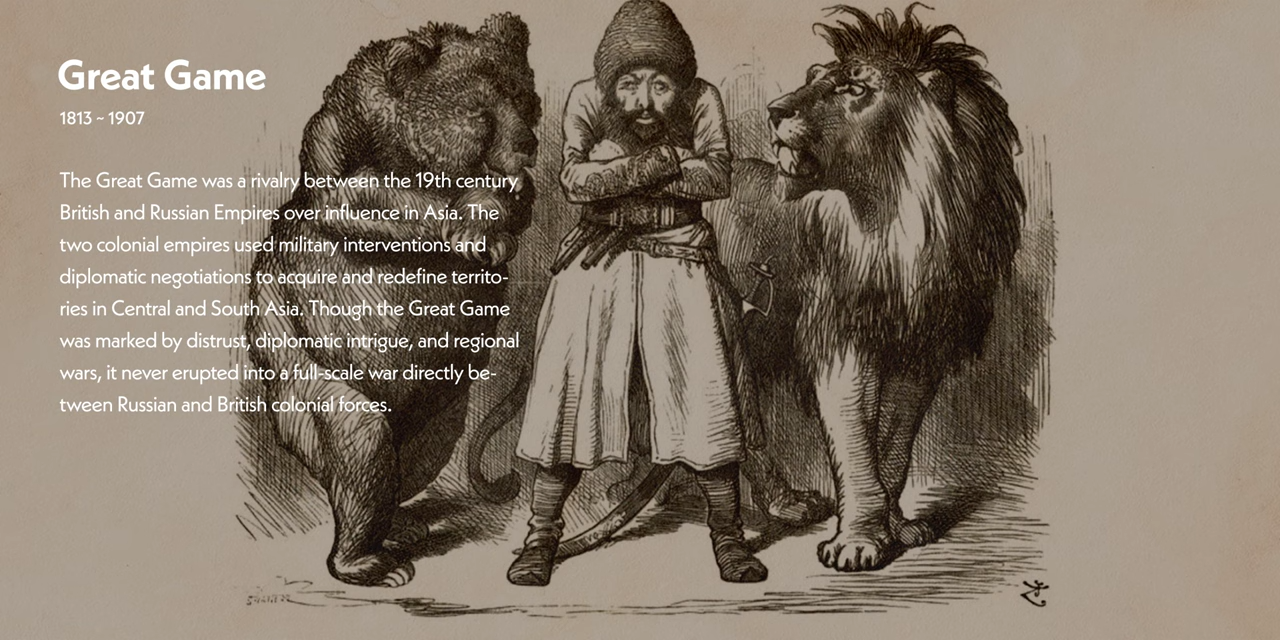 Great Game
1813 ~ 1907
The Great Game was a rivalry between the 19th century
British and Russian Empires over influence in Asia. The
two colonial empires used military interventions and
diplomatic negotiations to acquire and redefine territo-
ries in Central and South Asia. Though the Great Game
was marked by distrust, diplomatic intrigue, and regional
wars, it never erupted into a full-scale war directly be-
tween Russian and British colonial forces.